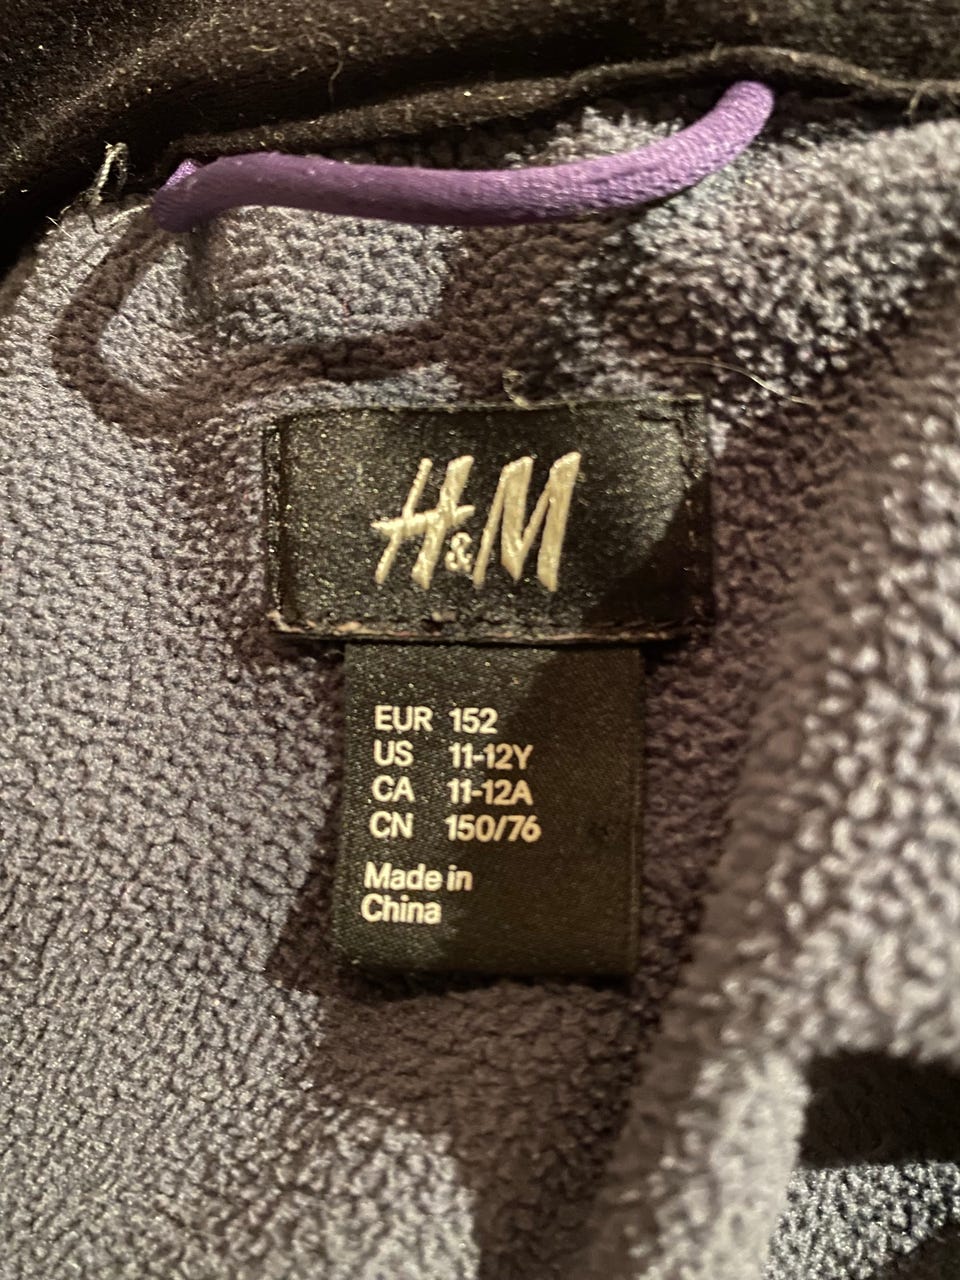 H&M
EUR 152
US 11-12Y
CA 11-12A
CN 150/76
Made in
China